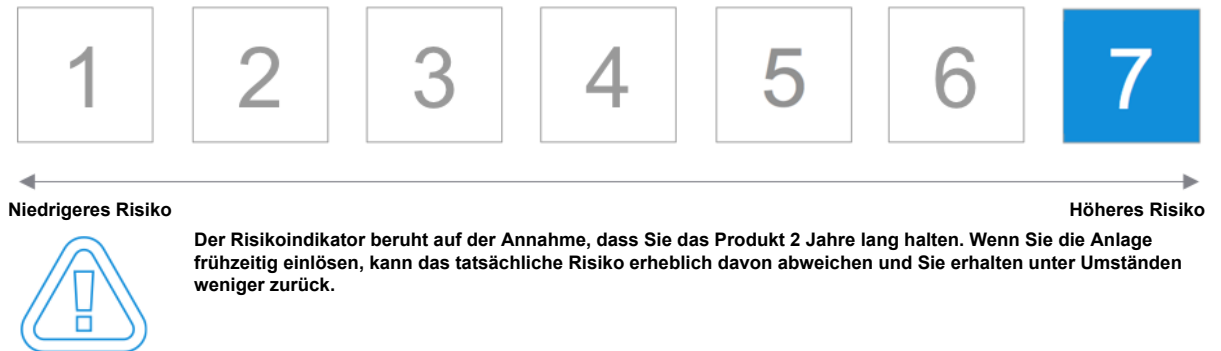 1 2 3 4 5 6 7
Niedrigeres Risiko Höheres Risiko
Der Risikoindikator beruht auf der Annahme, dass Sie das Produkt 2 Jahre lang halten. Wenn Sie die Anlage
frühzeitig einlösen, kann das tatsächliche Risiko erheblich davon abweichen und Sie erhalten unter Umständen
weniger zurück.